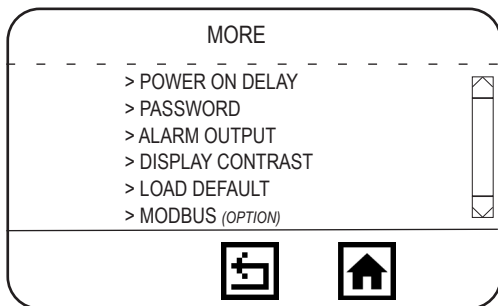 MORE
> POWER ON DELAY
> PASSWORD
> ALARM OUTPUT
> DISPLAY CONTRAST
> LOAD DEFAULT
> MODBUS (OPTION)